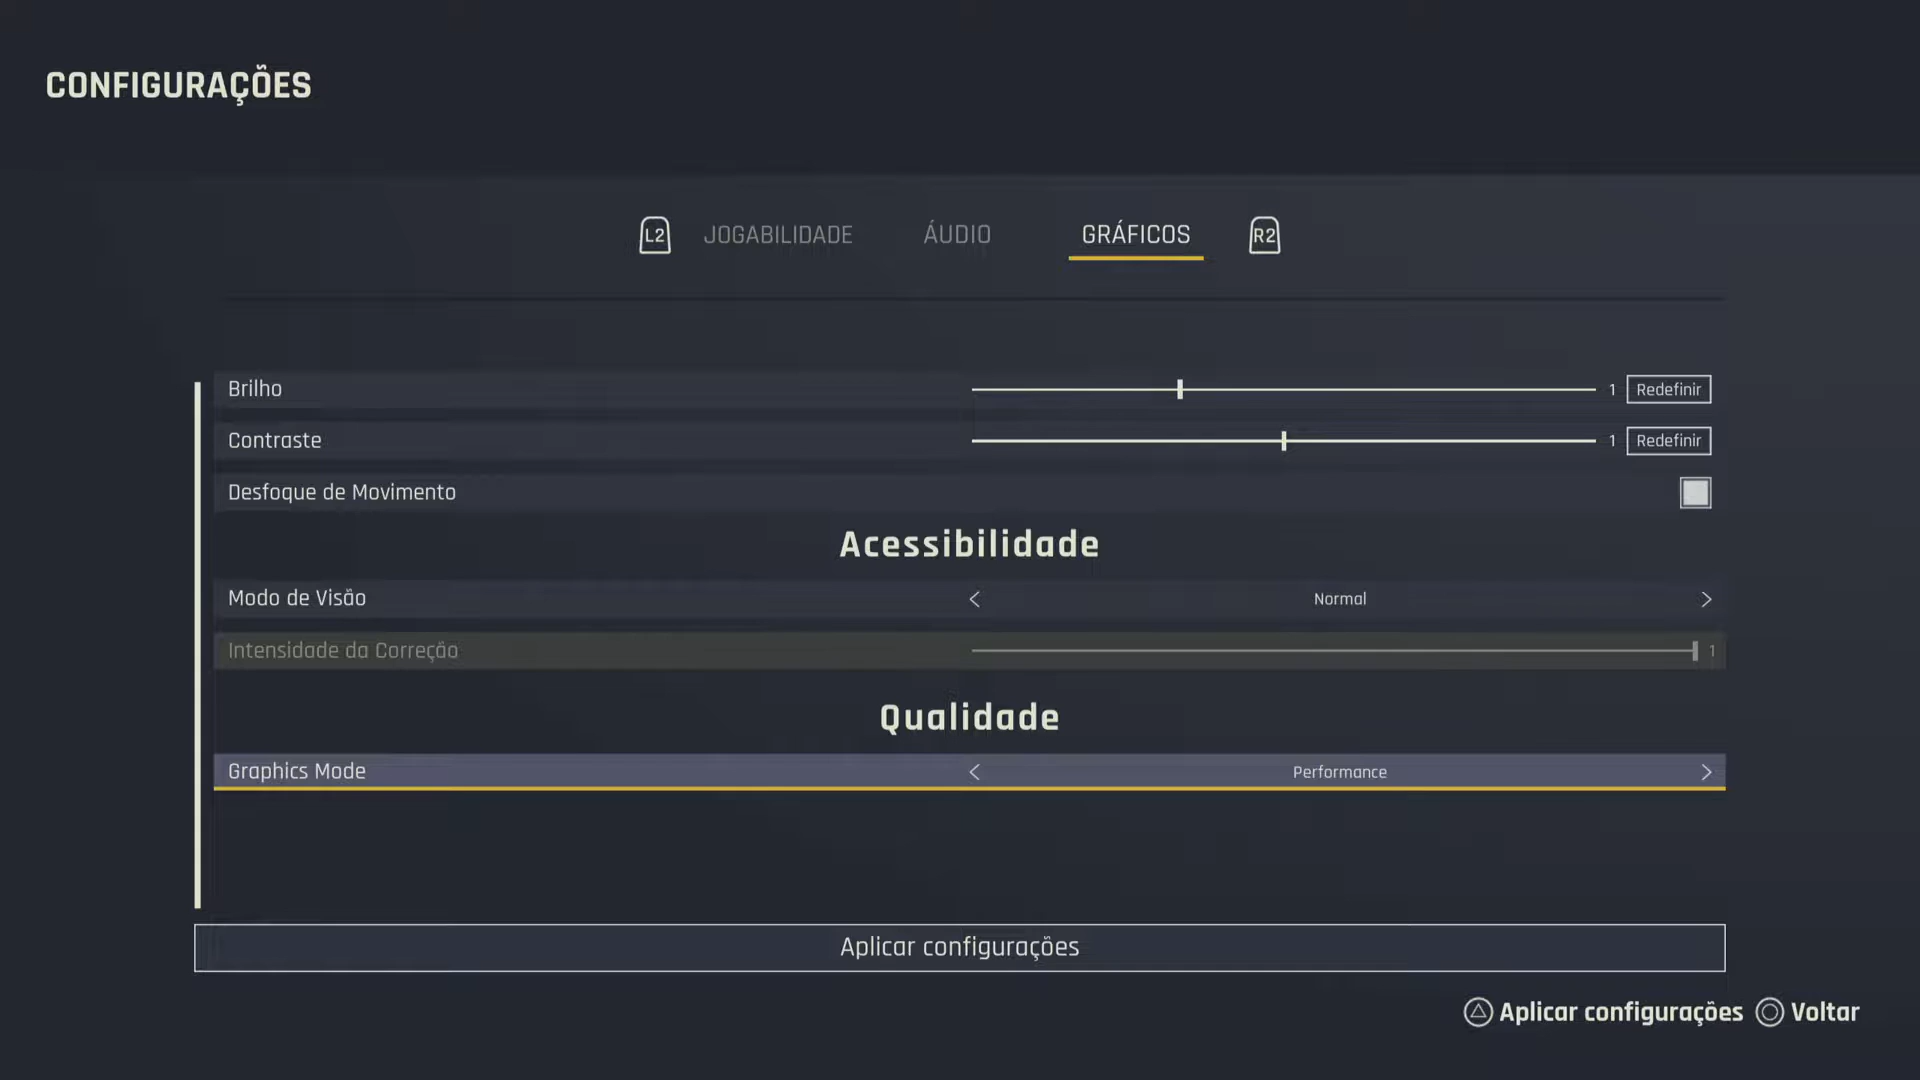 CONFIGURAÇÕES
L2 JOGABILIDADE ÁUDIO GRÁFICOS R2
Brilho 1 Redefinir
Contraste 1 Redefinir
Desfoque de Movimento
Acessibilidade
Modo de Visão Normal
Intensidade da Correção 1
Qualidade
Graphics Mode Performance
Aplicar configurações
Aplicar configurações Voltar